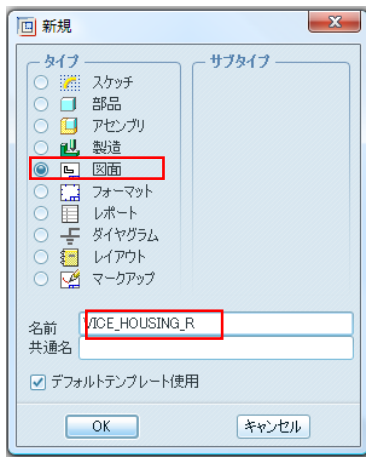 新規
タイプ
サブタイプ
スケッチ
部品
アセンブリ
製造
図面
フォーマット
レポート
ダイヤグラム
レイアウト
マークアップ
名前 VICE_HOUSING_R
共通名
デフォルトテンプレート使用
OK キャンセル